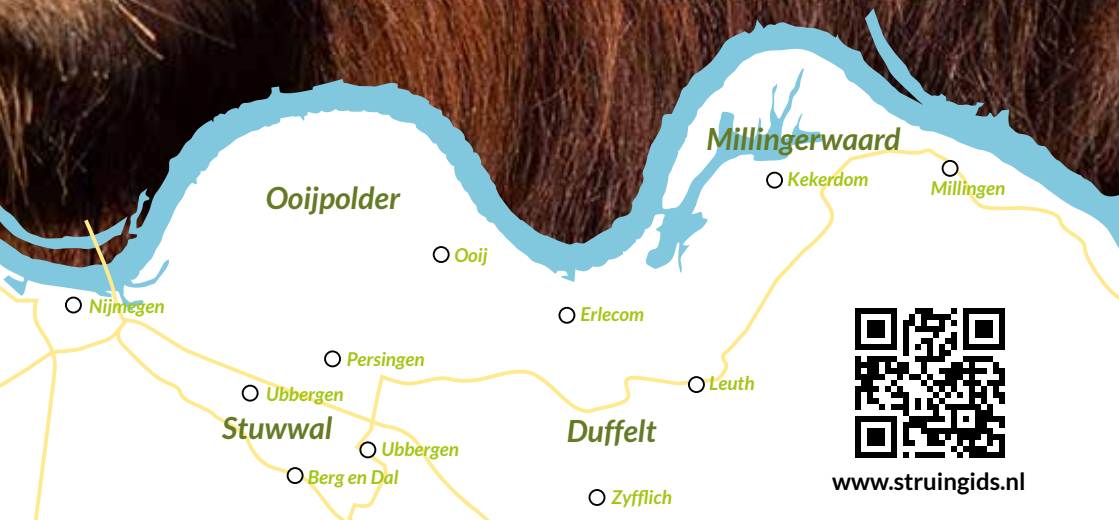 Millingerwaard
Kekerdom
Millingen
Ooijpolder
Ooij
Nijmegen
Erlecom
Persingen
Leuth
Ubbergen
Stuwwal
Duffelt
Ubbergen
Berg en Dal
Zyfflich
www.struingids.nl